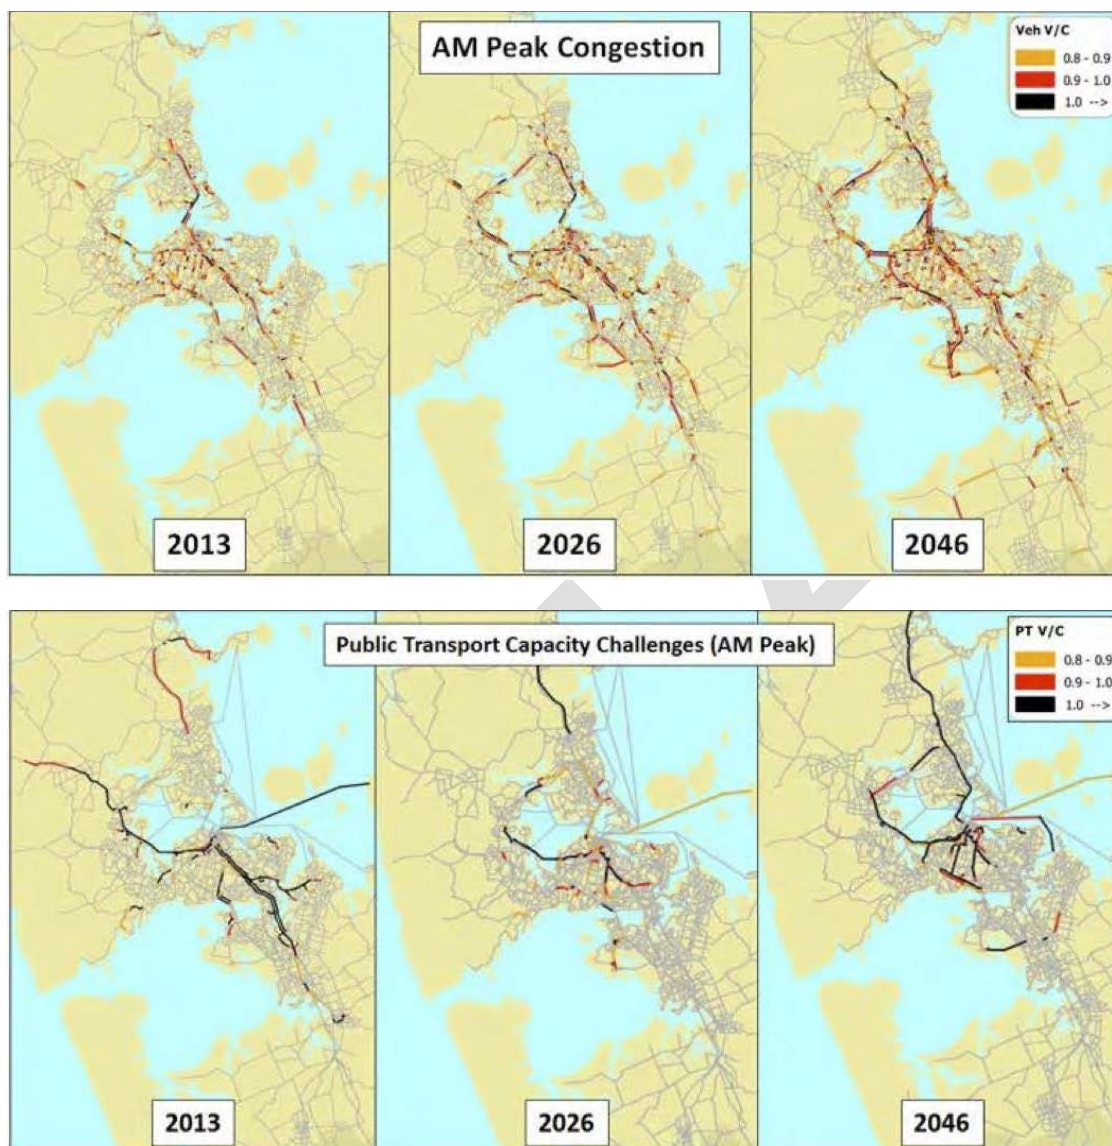 AM Peak Congestion
Veh V/C
0.8 - 0.9
0.9 - 1.0
1.0 -->
2013
2026
2046
Public Transport Capacity Challenges (AM Peak)
PT V/C
0.8 - 0.9
0.9 - 1.0
1.0 -->
2013
2026
2046